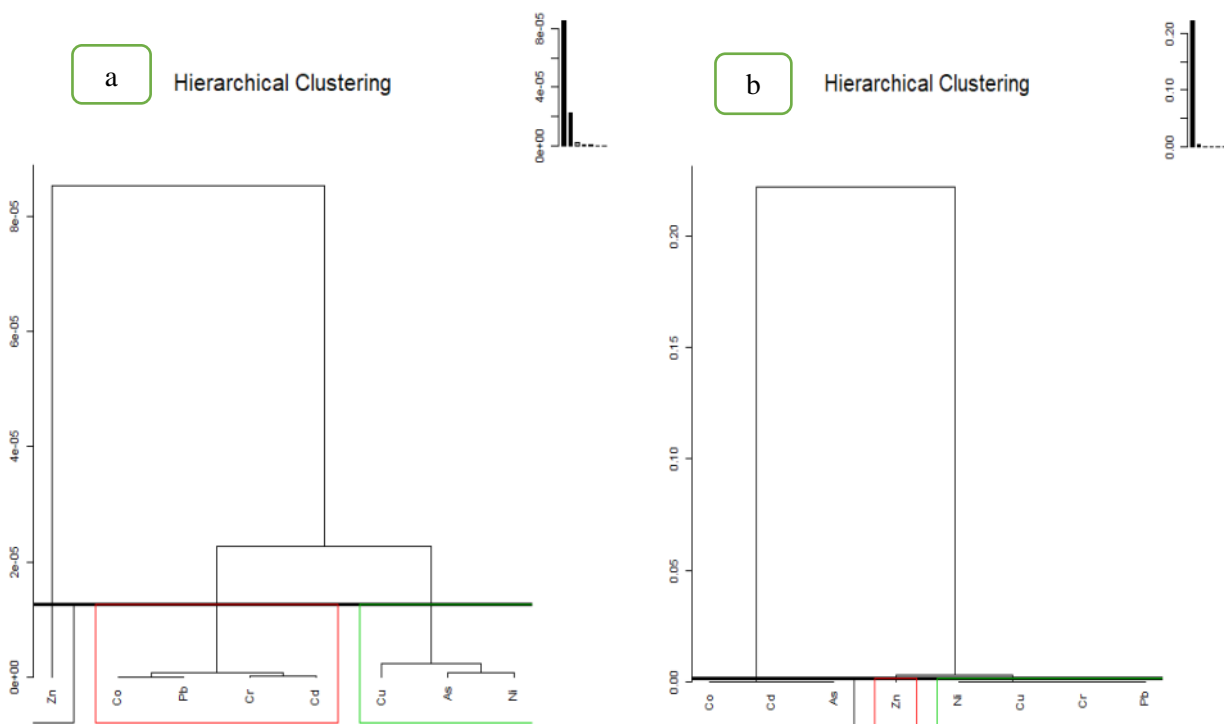 a
Hierarchical Clustering
0e+00 4e-05 8e-05
0e+00 2e-05 4e-05 6e-05 8e-05
Zn Co Pb Cr Cd Cu As Ni
b
Hierarchical Clustering
0.00 0.10 0.20
0.00 0.05 0.10 0.15 0.20
Co Cd As Zn Ni Cu Cr Pb